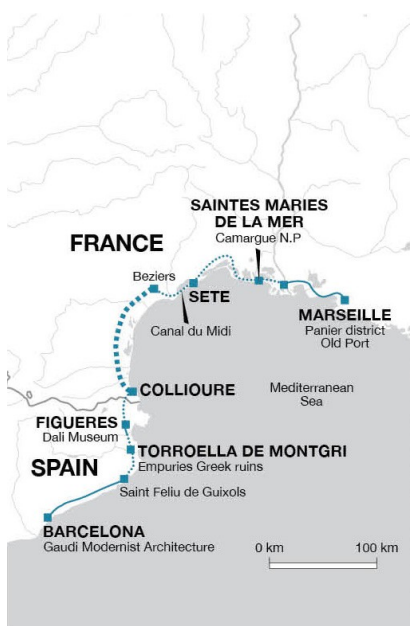 SAINTES MARIES
DE LA MER
Camargue N.P
FRANCE
Beziers
SETE
MARSEILLE
Panier district
Old Port
Canal du Midi
COLLIOURE
Mediterranean
Sea
FIGUERES
Dali Museum
TORROELLA DE MONTGRI
Empuries Greek ruins
SPAIN
Saint Feliu de Guixols
BARCELONA
Gaudi Modernist Architecture
0 km 100 km